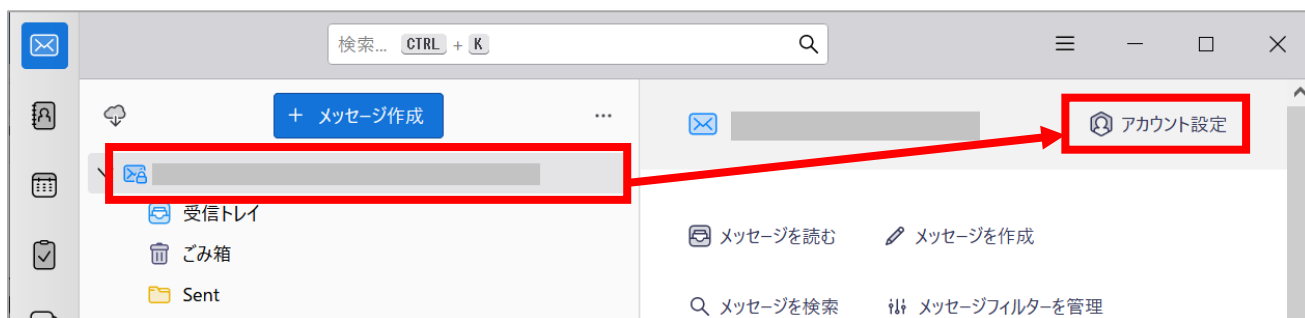 検索... CTRL + K
+ メッセージ作成
...
アカウント設定
受信トレイ
ごみ箱
Sent
メッセージを読む
メッセージを作成
メッセージを検索
メッセージフィルターを管理